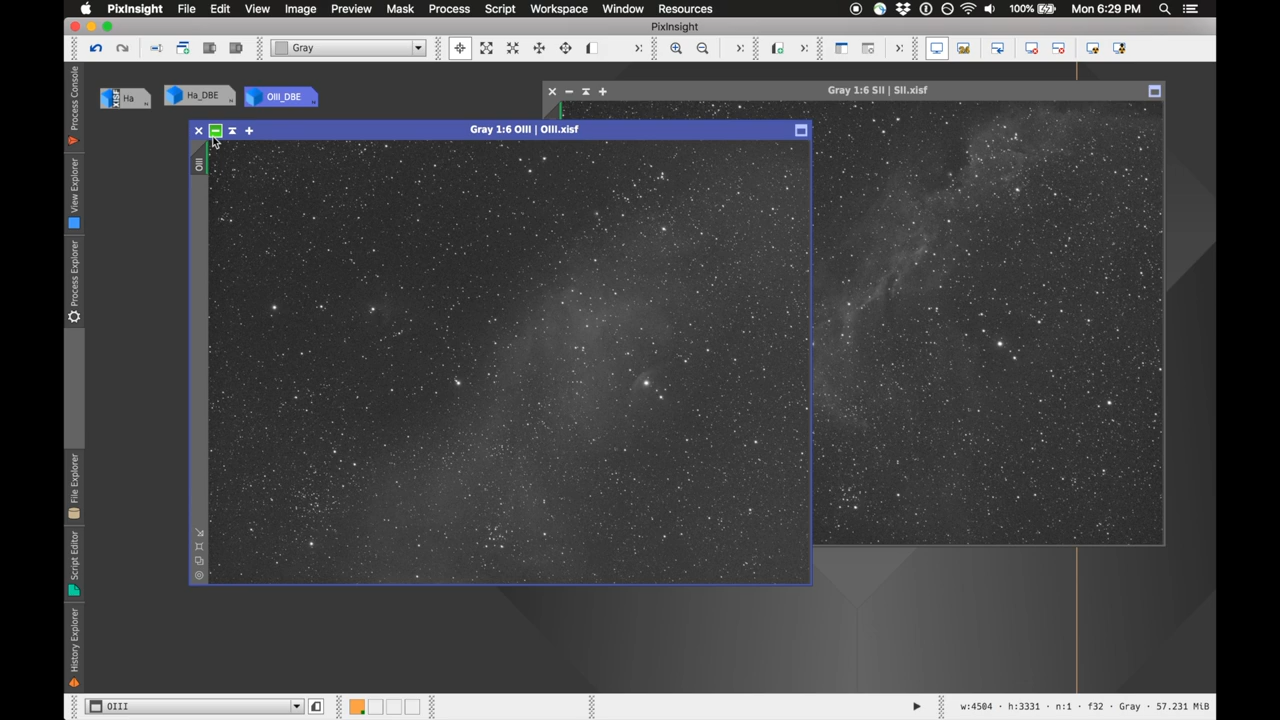 PixInsight File Edit View Image Preview Mask Process Script Workspace Window Resources 100% Mon 6:29 PM
PixInsight
Gray
Process Console
View Explorer
Process Explorer
File Explorer
Script Editor
History Explorer
XISF Ha N
Ha_DBE N
OIII_DBE N
Gray 1:6 SII | SII.xisf
Gray 1:6 OIII | OIII.xisf
OIII
OIII
w:4504 · h:3331 · n:1 · f32 · Gray · 57.231 MiB